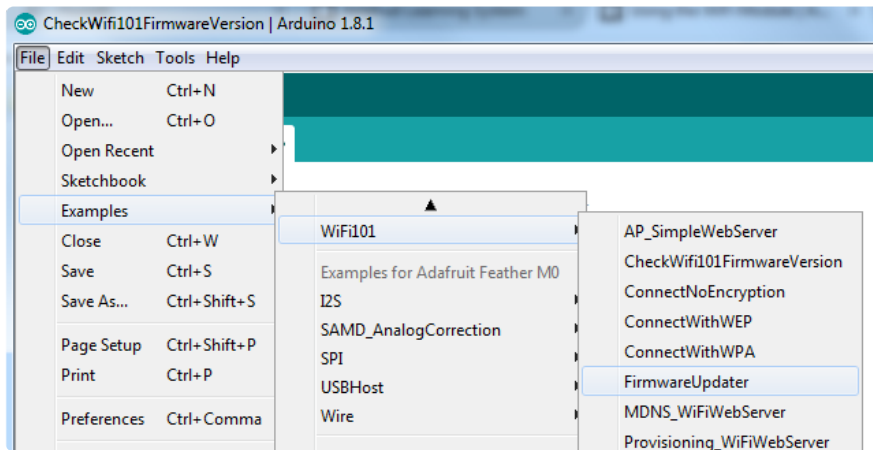 CheckWifi101FirmwareVersion | Arduino 1.8.1
File Edit Sketch Tools Help
New Ctrl+N
Open... Ctrl+O
Open Recent
Sketchbook
Examples
Close Ctrl+W
Save Ctrl+S
Save As... Ctrl+Shift+S
Page Setup Ctrl+Shift+P
Print Ctrl+P
Preferences Ctrl+Comma
WiFi101
Examples for Adafruit Feather M0
I2S
SAMD_AnalogCorrection
SPI
USBHost
Wire
AP_SimpleWebServer
CheckWifi101FirmwareVersion
ConnectNoEncryption
ConnectWithWEP
ConnectWithWPA
FirmwareUpdater
MDNS_WiFiWebServer
Provisioning_WiFiWebServer